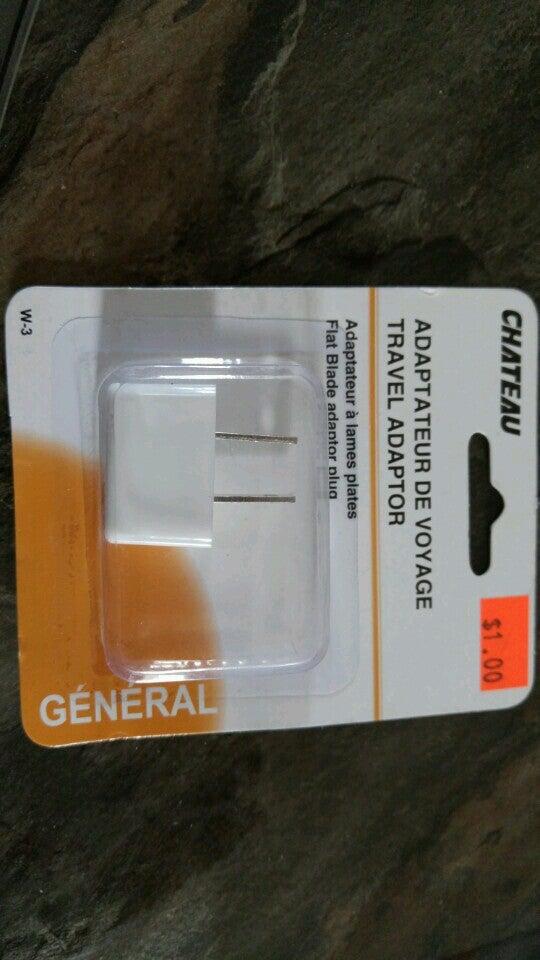 CHATEAU
ADAPTATEUR DE VOYAGE
TRAVEL ADAPTOR
$1.00
Adaptateur à lames plates
Flat Blade adaptor plug
GÉNÉRAL
W-3